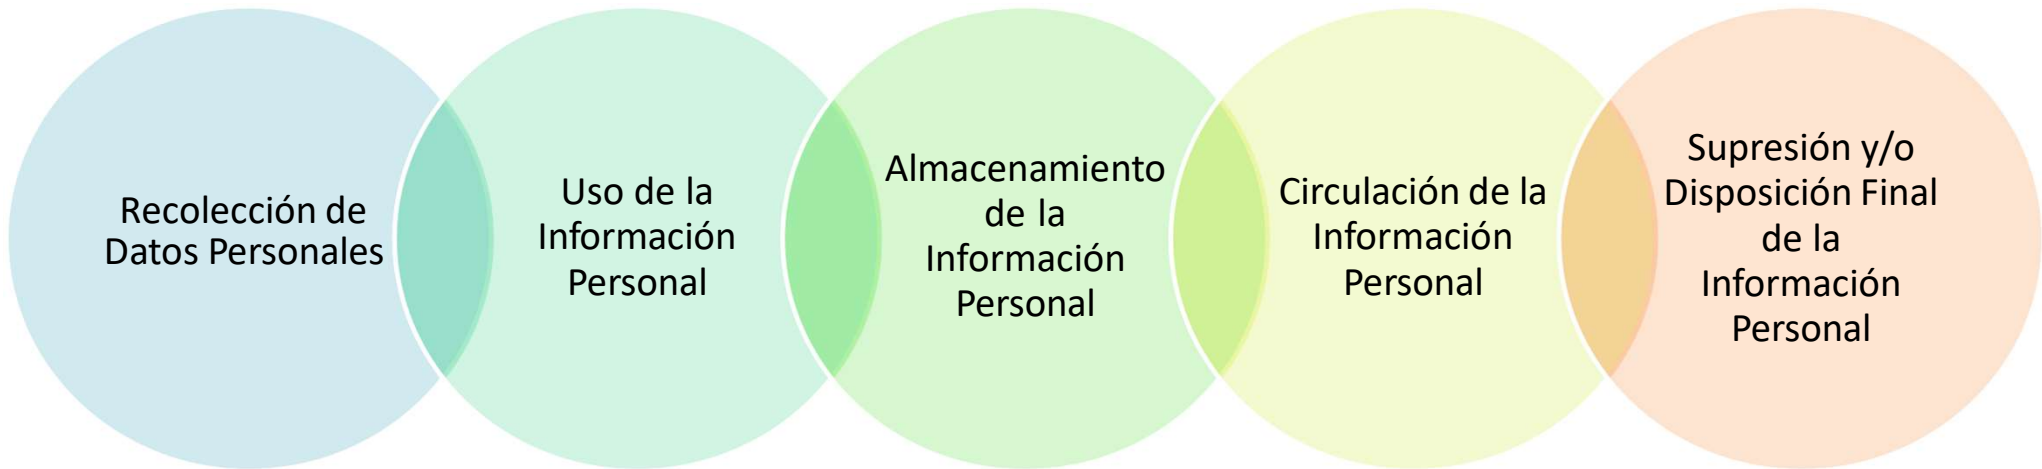 Recolección de
Datos Personales
Uso de la
Información
Personal
Almacenamiento
de la
Información
Personal
Circulación de la
Información
Personal
Supresión y/o
Disposición Final
de la
Información
Personal